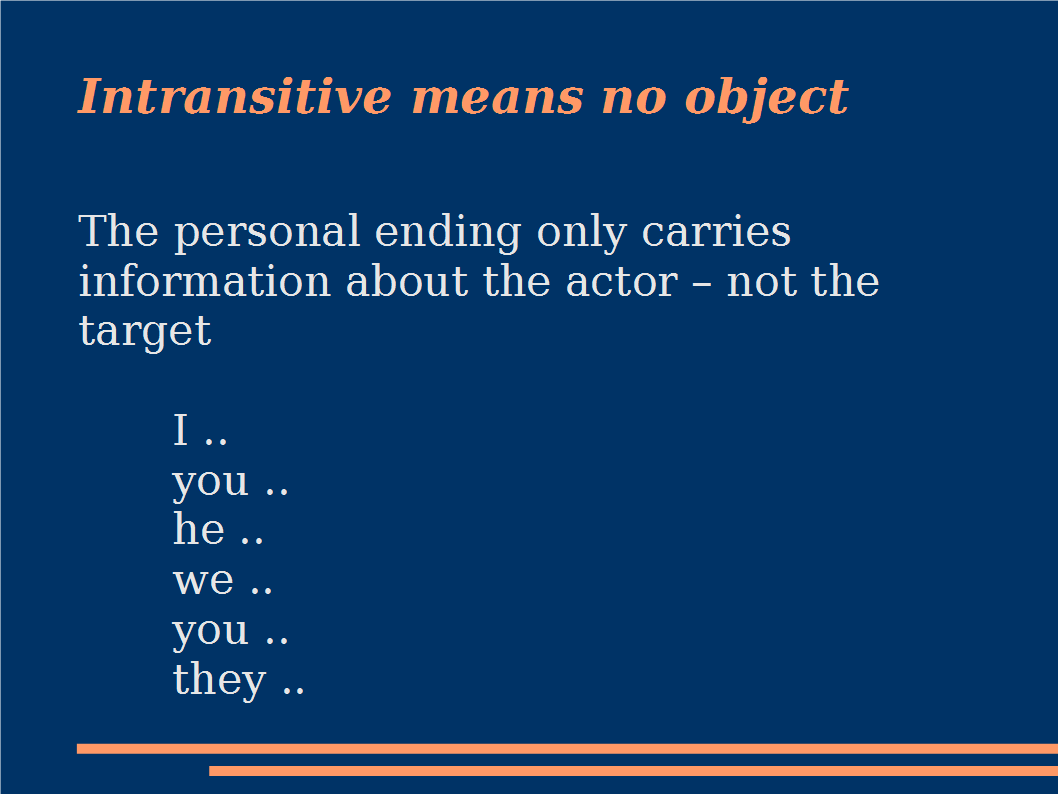 Intransitive means no object
The personal ending only carries
information about the actor – not the
target
I ..
you ..
he ..
we ..
you ..
they ..